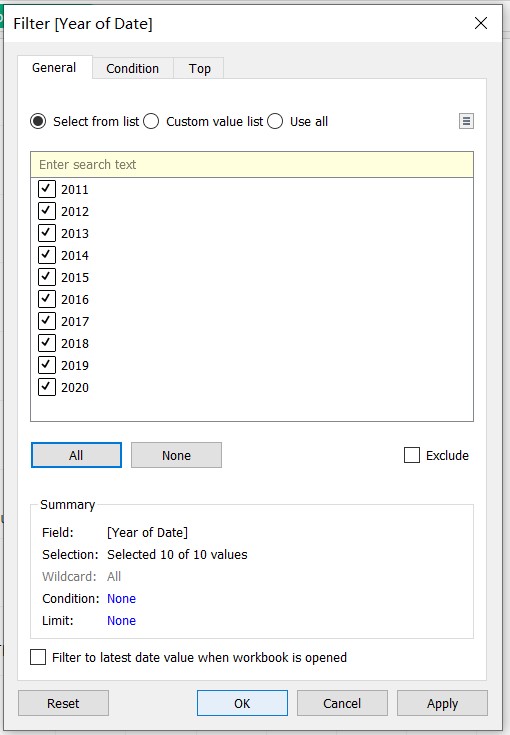 Filter [Year of Date]
General Condition Top
Select from list Custom value list Use all
Enter search text
2011
2012
2013
2014
2015
2016
2017
2018
2019
2020
All None Exclude
Summary
Field: [Year of Date]
Selection: Selected 10 of 10 values
Wildcard: All
Condition: None
Limit: None
Filter to latest date value when workbook is opened
Reset OK Cancel Apply